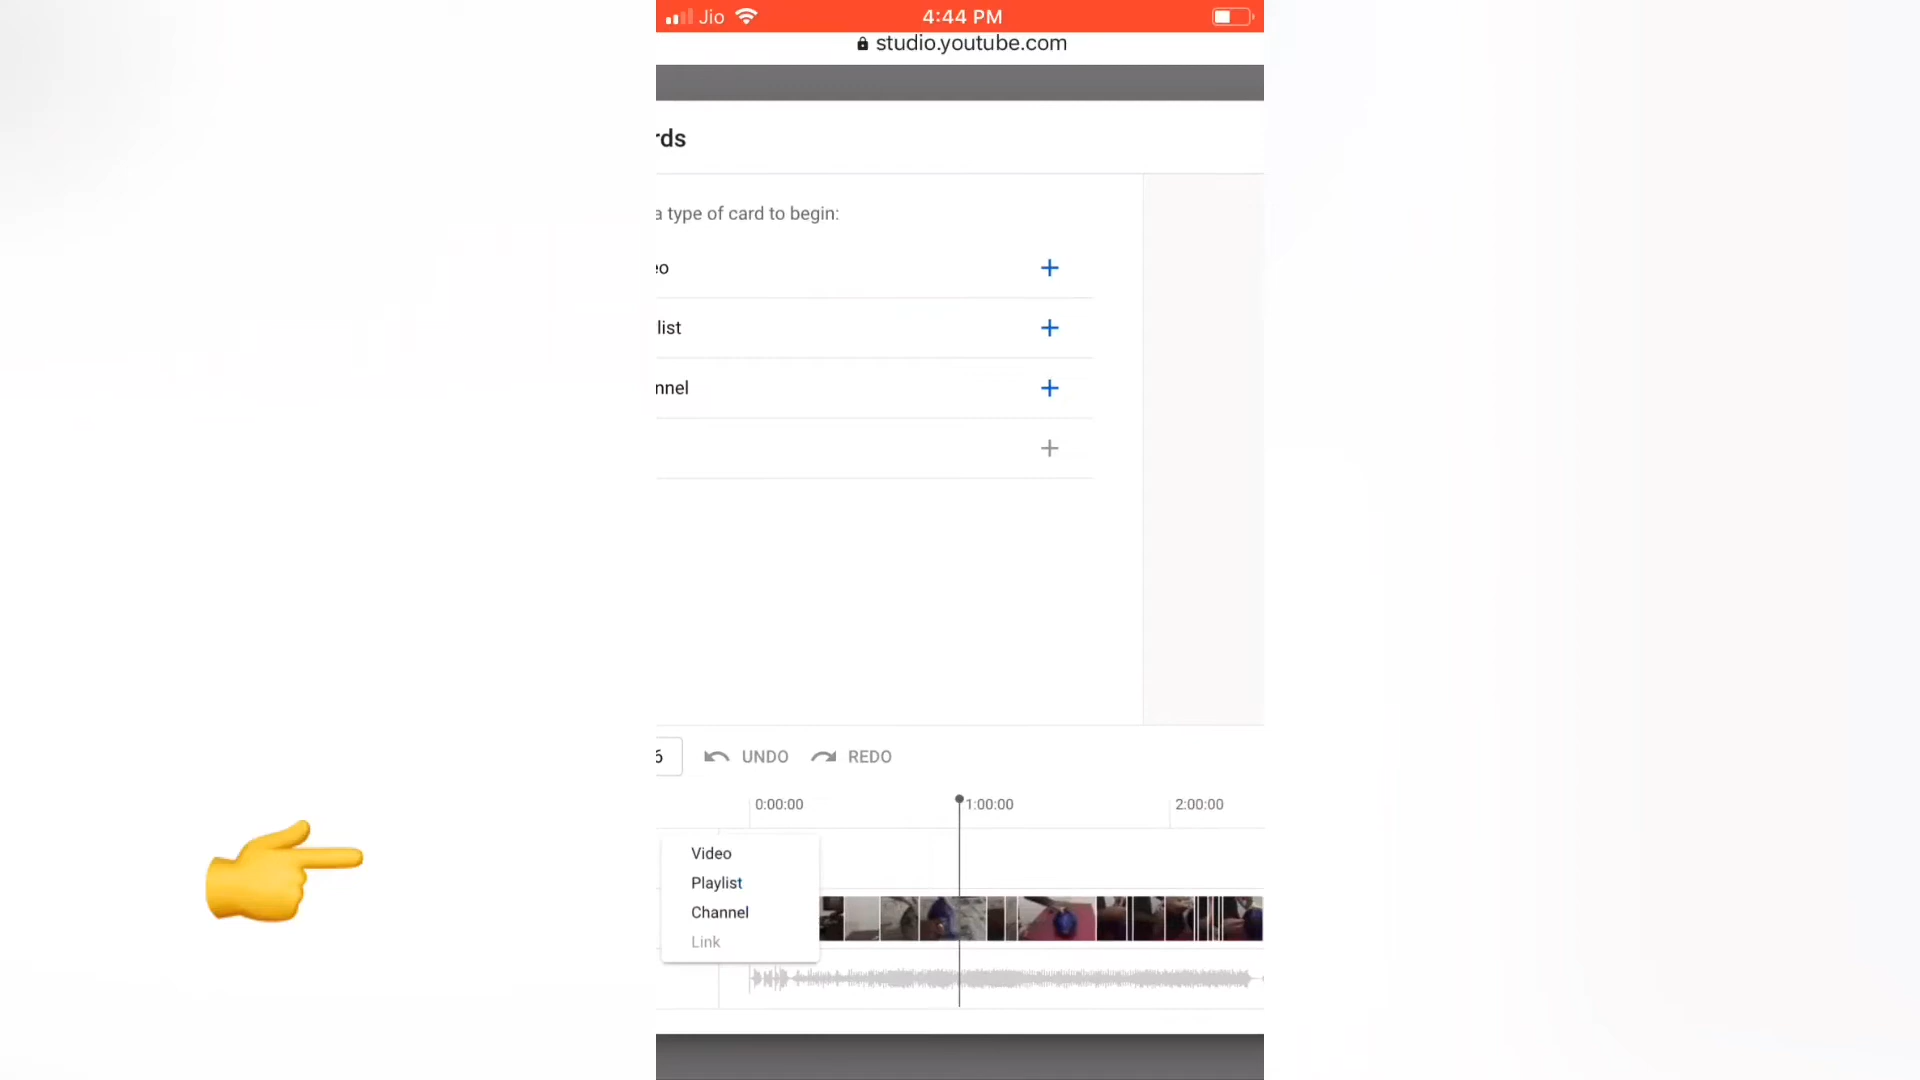 Jio 4:44 PM
studio.youtube.com
rds
a type of card to begin:
eo
list
nnel
6 UNDO REDO
0:00:00 1:00:00 2:00:00
Video
Playlist
Channel
Link